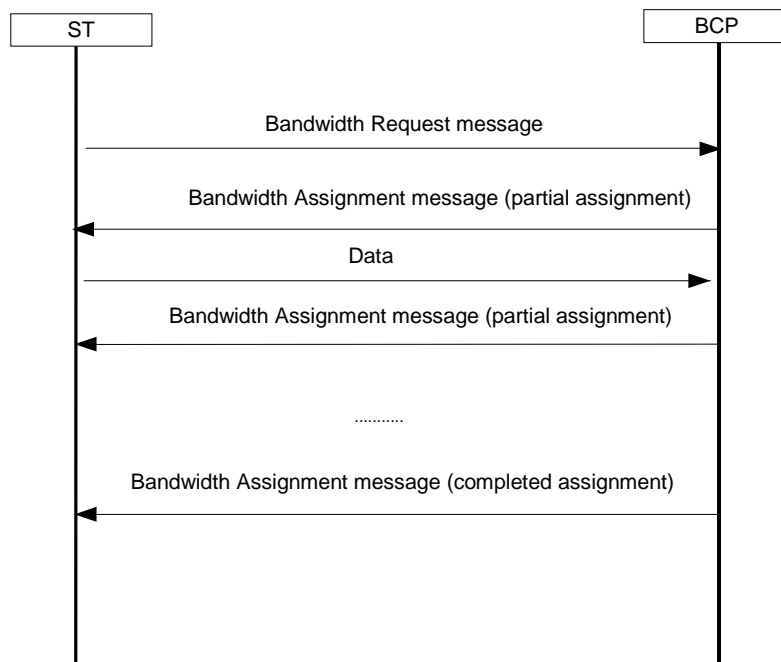 ST
BCP
Bandwidth Request message
Bandwidth Assignment message (partial assignment)
Data
Bandwidth Assignment message (partial assignment)
...........
Bandwidth Assignment message (completed assignment)